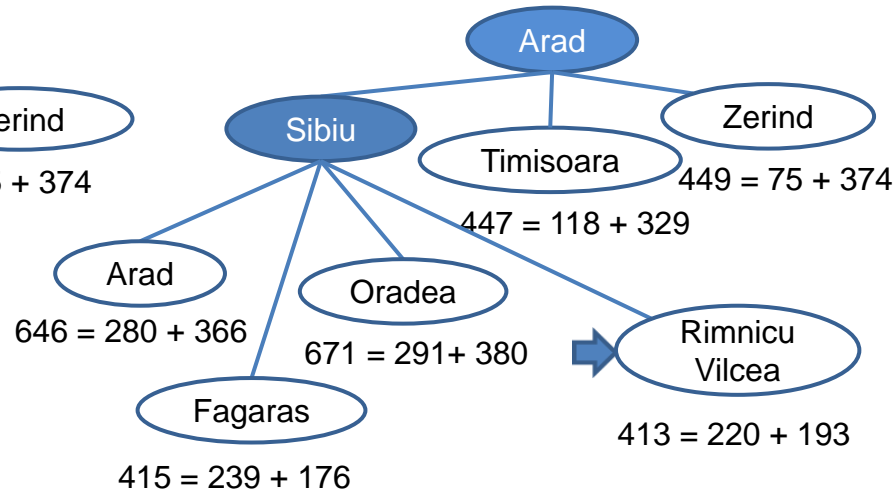 Arad
erind
Sibiu
Zerind
Timisoara
+ 374
449 = 75 + 374
447 = 118 + 329
Arad
Oradea
646 = 280 + 366
671 = 291+ 380
Rimnicu
Vilcea
Fagaras
413 = 220 + 193
415 = 239 + 176